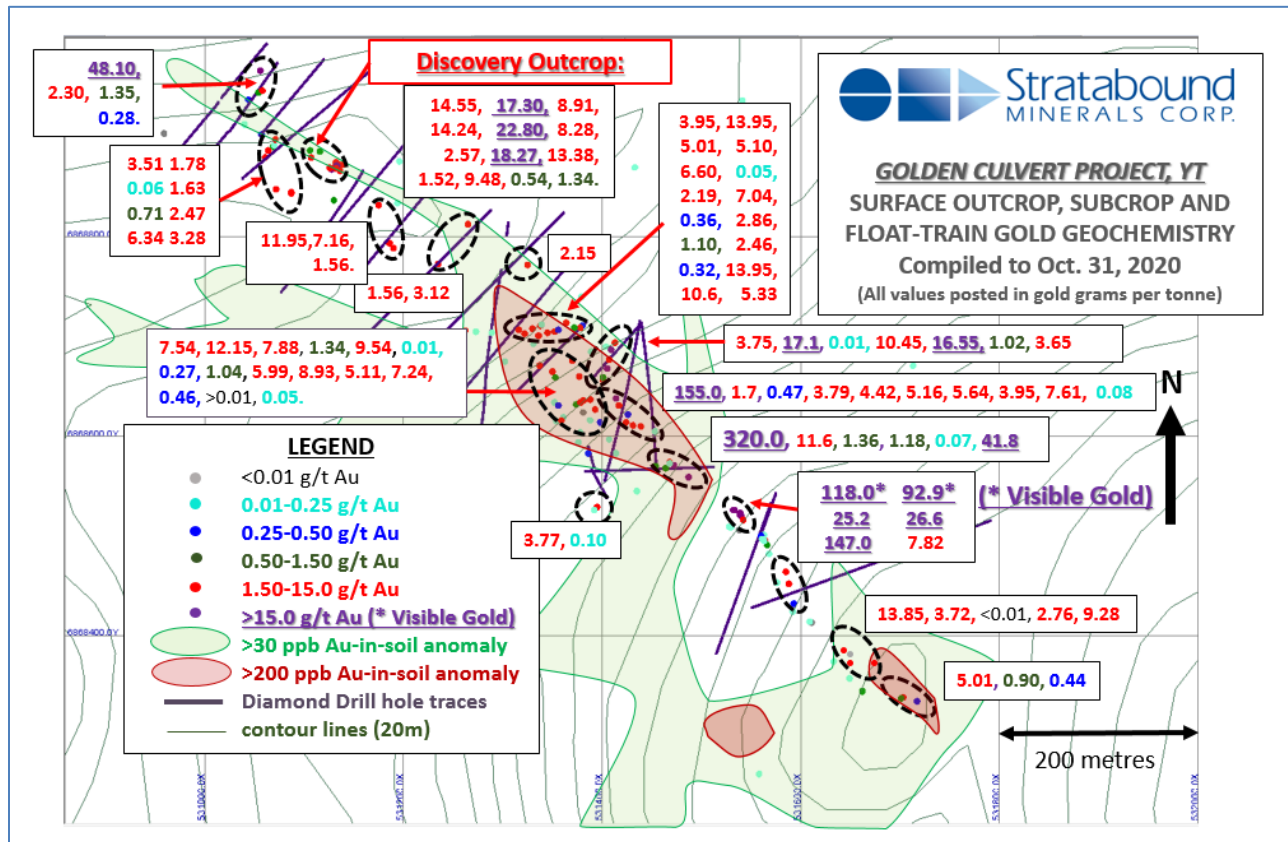 48.10,
2.30, 1.35
0.28.
Discovery Outcrop:
14.55, 17.30, 8.91,
14.24, 22.80, 8.28,
2.57, 18.27, 13.38,
1.52, 9.48, 0.54, 1.34.
3.95, 13.95,
5.01, 5.10,
6.60, 0.05,
2.19, 7.04,
0.36, 2.86,
1.10, 2.46,
0.32, 13.95,
10.6, 5.33
Stratabound
MINERALS CORP.
GOLDEN CULVERT PROJECT, YT
SURFACE OUTCROP, SUBCROP AND
FLOAT-TRAIN GOLD GEOCHEMISTRY
Compiled to Oct. 31, 2020
(All values posted in gold grams per tonne)
3.51 1.78
0.06 1.63
0.71 2.47
6.34 3.28
11.95,7.16,
1.56.
1.56, 3.12
2.15
7.54, 12.15, 7.88, 1.34, 9.54, 0.01,
0.27, 1.04, 5.99, 8.93, 5.11, 7.24,
0.46, >0.01, 0.05.
3.75, 17.1, 0.01, 10.45, 16.55, 1.02, 3.65
155.0, 1.7, 0.47, 3.79, 4.42, 5.16, 5.64, 3.95, 7.61, 0.08
320.0, 11.6, 1.36, 1.18, 0.07, 41.8
N
118.0* 92.9* (* Visible Gold)
25.2 26.6
147.0 7.82
3.77, 0.10
13.85, 3.72, <0.01, 2.76, 9.28
5.01, 0.90, 0.44
200 metres
LEGEND
<0.01 g/t Au
0.01-0.25 g/t Au
0.25-0.50 g/t Au
0.50-1.50 g/t Au
1.50-15.0 g/t Au
>15.0 g/t Au (* Visible Gold)
>30 ppb Au-in-soil anomaly
>200 ppb Au-in-soil anomaly
Diamond Drill hole traces
contour lines (20m)